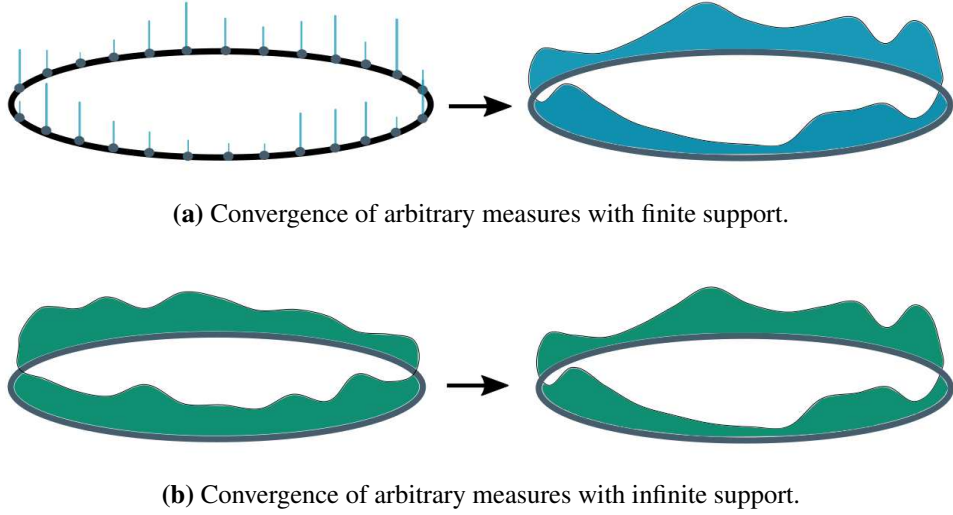 (a) Convergence of arbitrary measures with finite support.
(b) Convergence of arbitrary measures with infinite support.